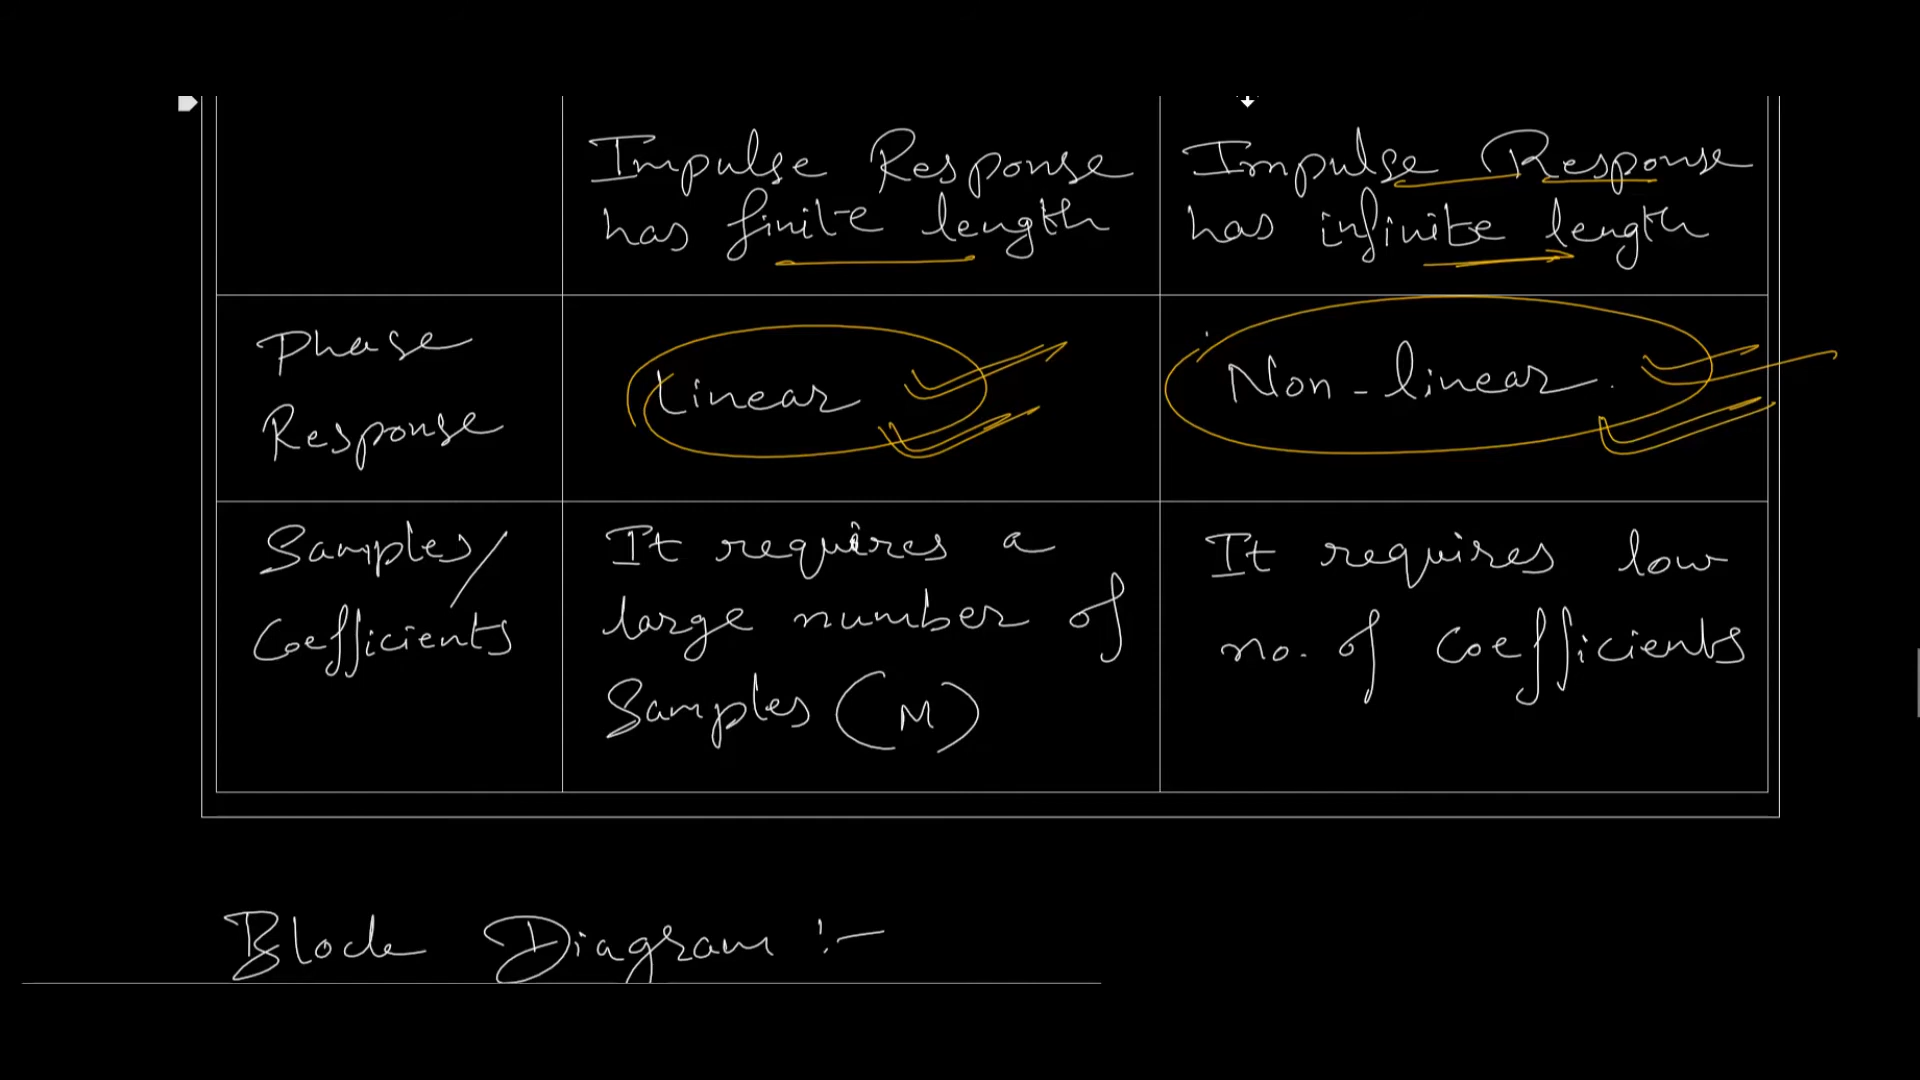 Impulse Response
has finite length
Impulse Response
has infinite length
Phase
Response
Linear
Non-linear.
Samples/
Coefficients
It requires a
large number of
Samples (M)
It requires low
no. of coefficients
Block Diagram :-